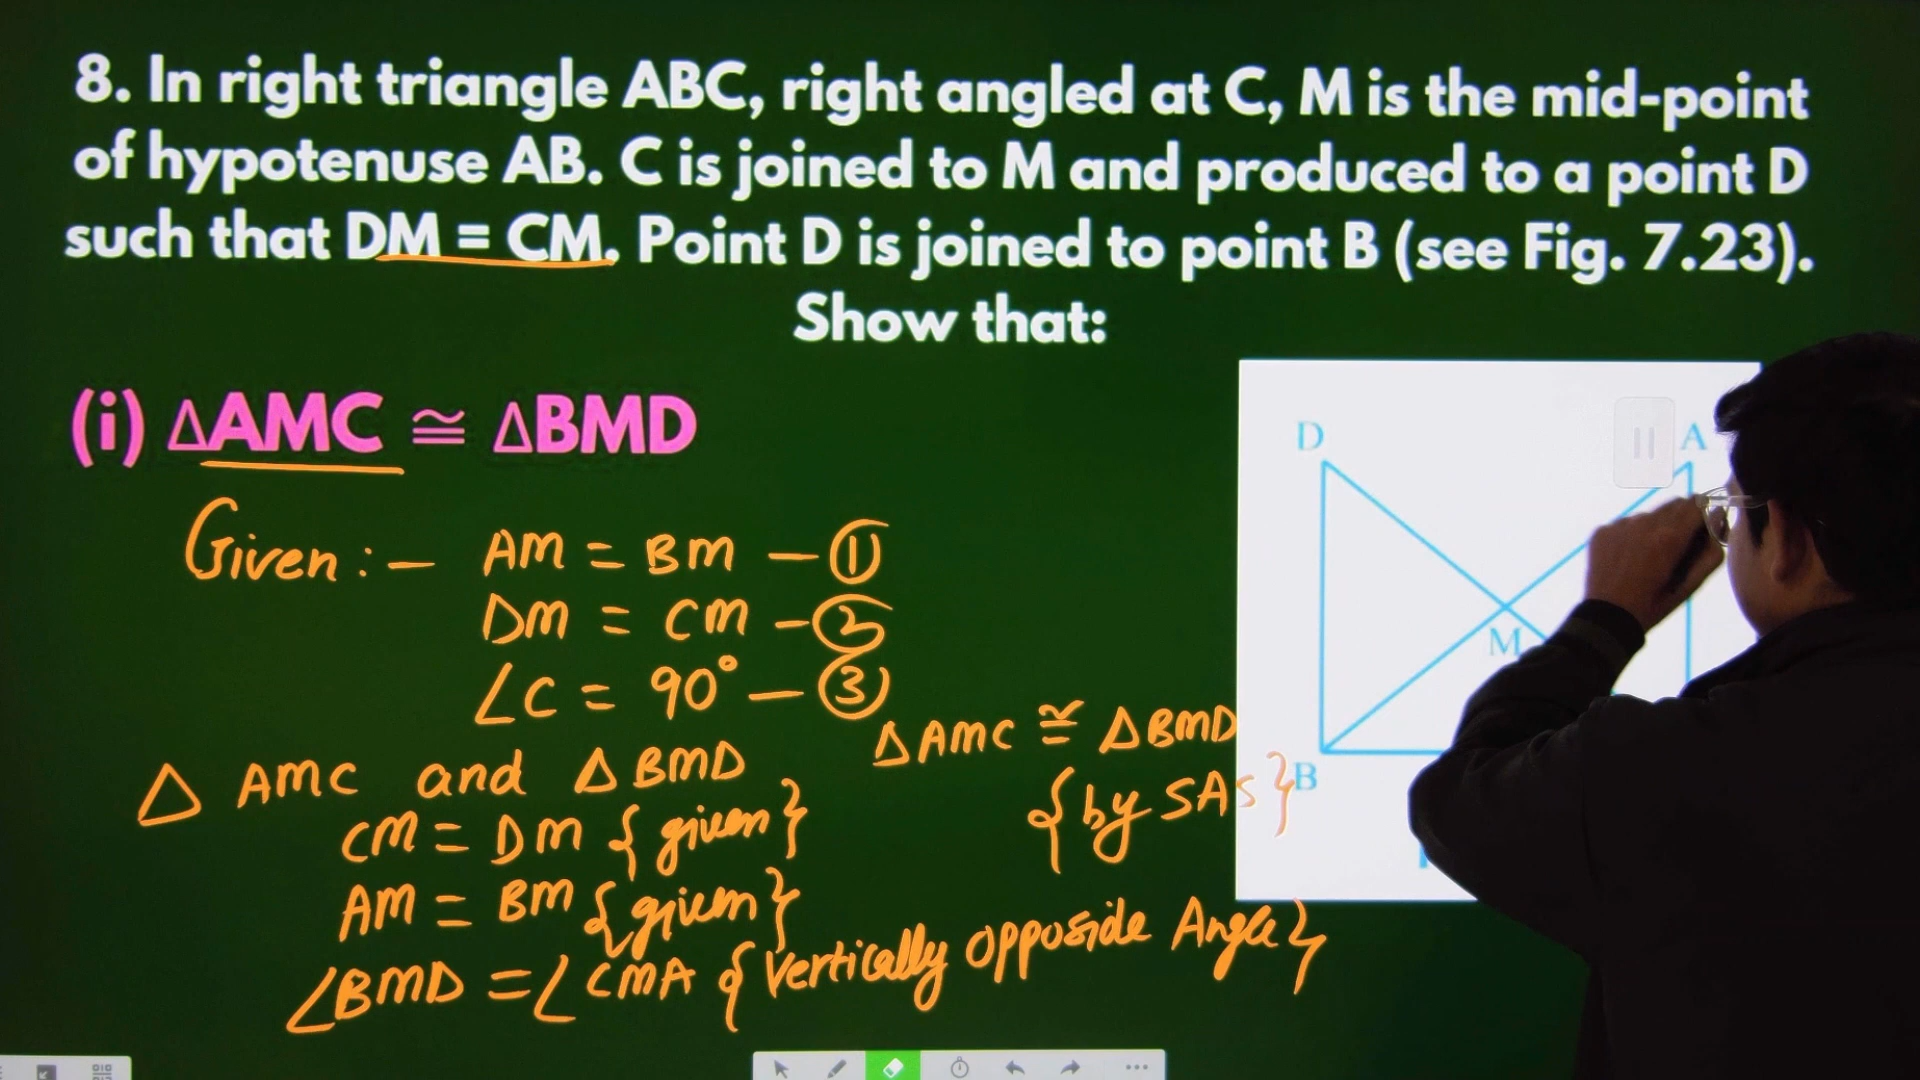 8. In right triangle ABC, right angled at C, M is the mid-point
of hypotenuse AB. C is joined to M and produced to a point D
such that DM = CM. Point D is joined to point B (see Fig. 7.23).
Show that:
(i) ΔAMC ≅ ΔBMD
Given :- AM = BM - ①
DM = CM - ②
∠C = 90° - ③
Δ AMC and Δ BMD
CM = DM {given}
AM = BM {given}
∠BMD = ∠CMA {Vertically opposide Angle}
Δ AMC ≅ Δ BMD
{by SAS}
D
A
M
B